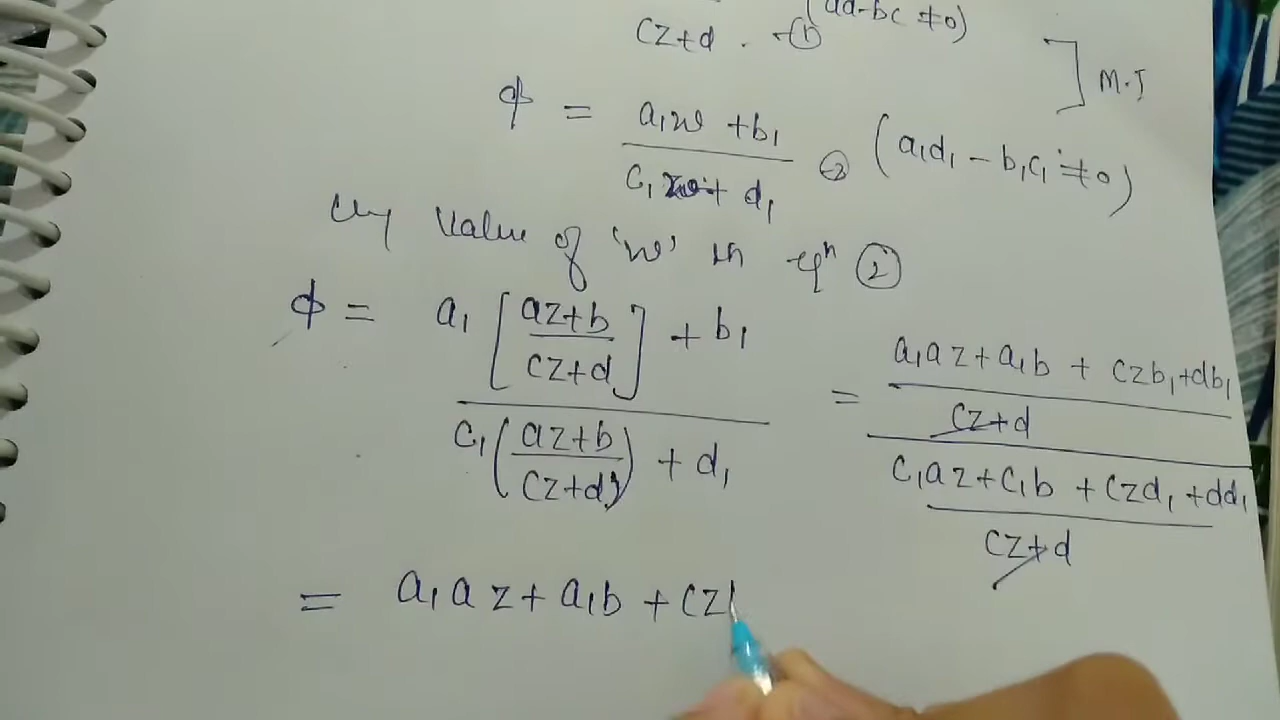 (ad-bc ≠0)
cz+d . -①
] M.T
ϕ = a₁w +b₁ / c₁w + d₁ ② (a₁d₁ - b₁c₁ ≠0)
value of 'w' in eqⁿ ②
ϕ = a₁ [az+b / cz+d] + b₁ / c₁(az+b / cz+d) + d₁
= a₁az+a₁b + czb₁+db₁ / cz+d / c₁az+c₁b +czd₁ +dd₁ / cz+d
= a₁az+a₁b +cz